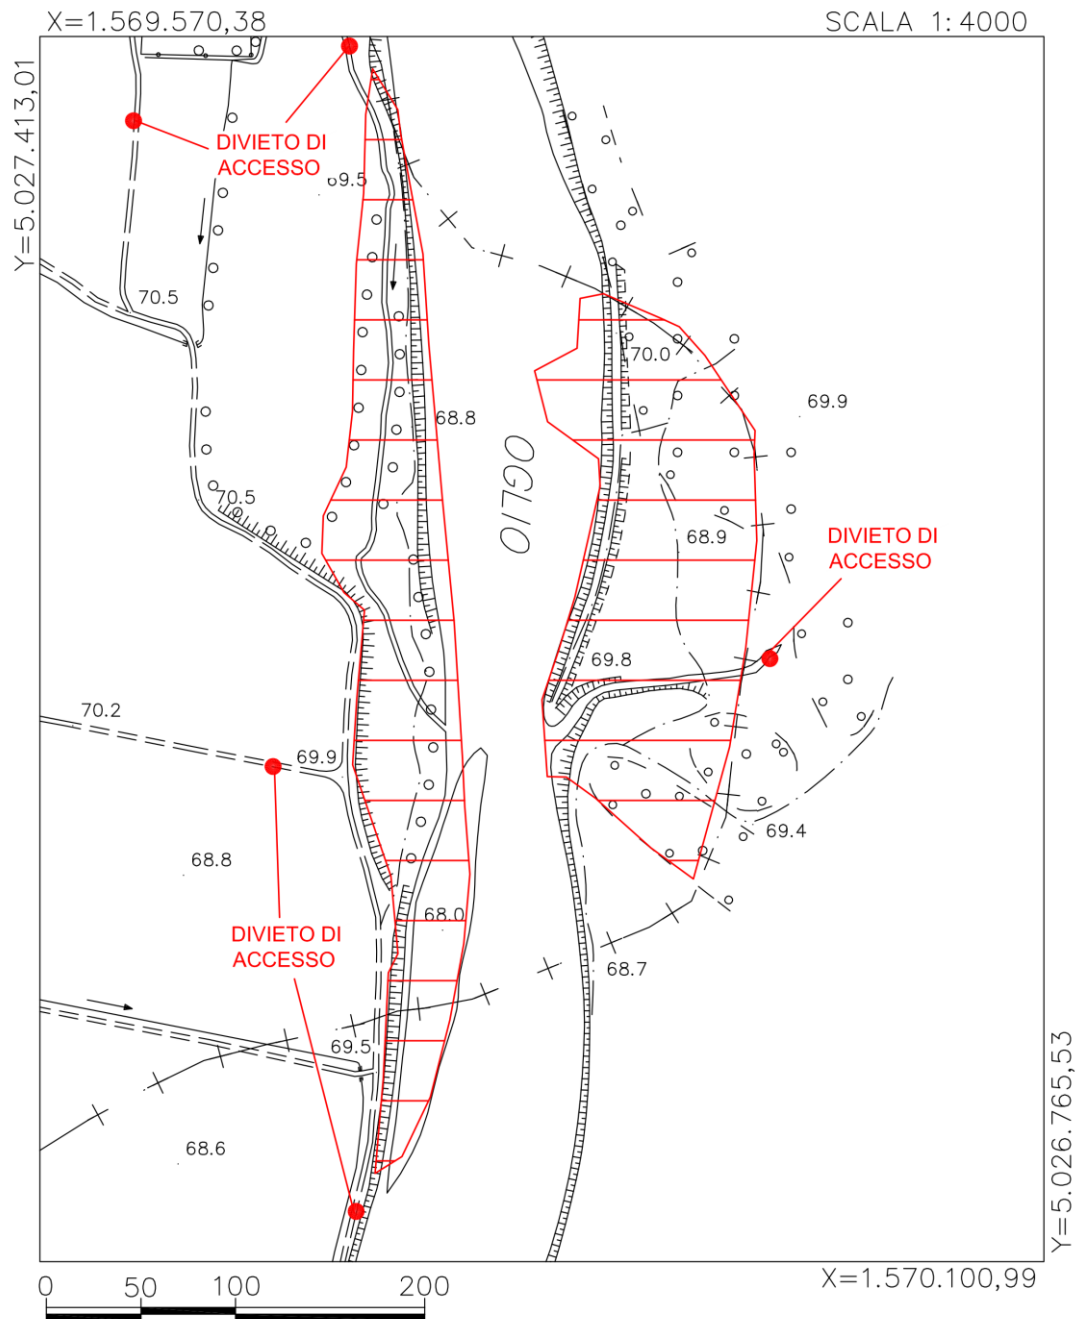 X=1.569.570,38
SCALA 1:4000
Y=5.027.413,01
DIVIETO DI
ACCESSO
69.5
70.5
70.0
69.9
68.8
OGLIO
70.5
68.9
DIVIETO DI
ACCESSO
69.8
70.2
69.9
69.4
68.8
68.0
DIVIETO DI
ACCESSO
68.7
69.5
68.6
Y=5.026.765,53
X=1.570.100,99
0 50 100 200